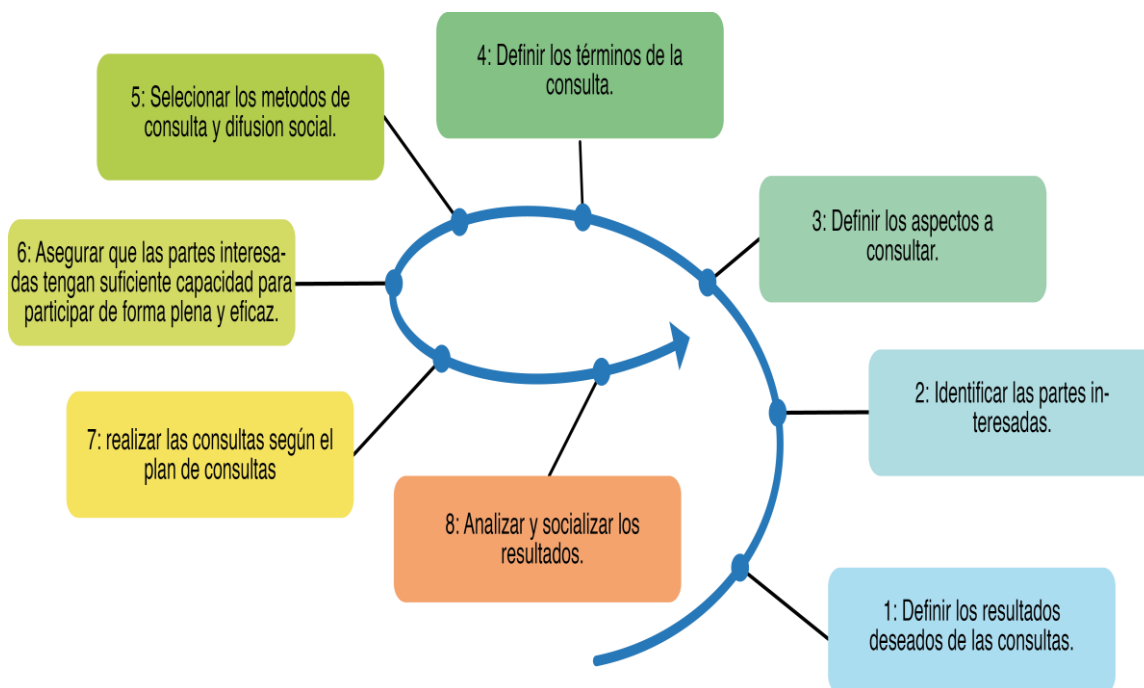 4: Definir los términos de la
consulta.
5: Selecionar los metodos de
consulta y difusion social.
3: Definir los aspectos a
consultar.
6: Asegurar que las partes interesa-
das tengan suficiente capacidad para
participar de forma plena y eficaz.
2: Identificar las partes in-
teresadas.
7: realizar las consultas según el
plan de consultas
8: Analizar y socializar los
resultados.
1: Definir los resultados
deseados de las consultas.